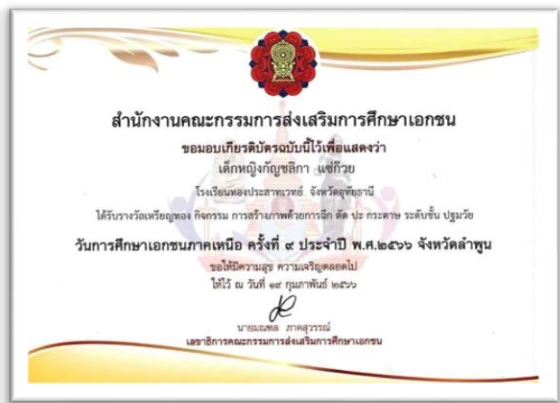 สำนักงานคณะกรรมการส่งเสริมการศึกษาเอกชน
ขอมอบเกียรติบัตรฉบับนี้ไว้เพื่อแสดงว่า
เด็กหญิงกัญชลิกา แซ่ก๊วย
โรงเรียนทองประสาทเวทย์ จังหวัดอุทัยธานี
ได้รับรางวัลเหรียญทอง กิจกรรม การสร้างภาพด้วยการฉีก ตัด ปะ กระดาษ ระดับชั้น ปฐมวัย
วันการศึกษาเอกชนภาคเหนือ ครั้งที่ ๙ ประจำปี พ.ศ.๒๕๖๖ จังหวัดลำพูน
ขอให้มีความสุข ความเจริญตลอดไป
ให้ไว้ ณ วันที่ ๑๙ กุมภาพันธ์ ๒๕๖๖
นายมณฑล ภาคสุวรรณ์
เลขาธิการคณะกรรมการส่งเสริมการศึกษาเอกชน